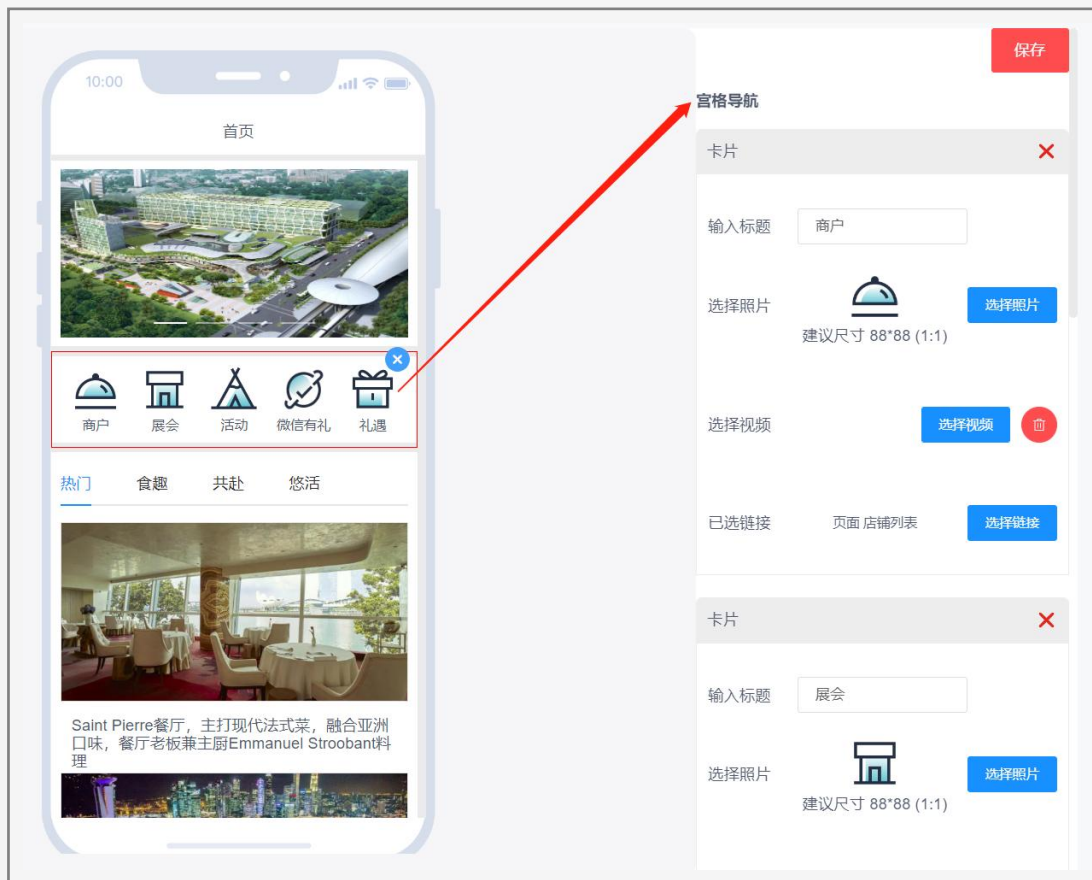 10:00
首页
商户 展会 活动 微信有礼 礼遇
热门 食趣 共赴 悠活
Saint Pierre餐厅，主打现代法式菜，融合亚洲
口味，餐厅老板兼主厨Emmanuel Stroobant料
理
保存
宫格导航
卡片
输入标题 商户
选择照片 选择照片
建议尺寸 88*88 (1:1)
选择视频 选择视频
已选链接 页面 店铺列表 选择链接
卡片
输入标题 展会
选择照片 选择照片
建议尺寸 88*88 (1:1)